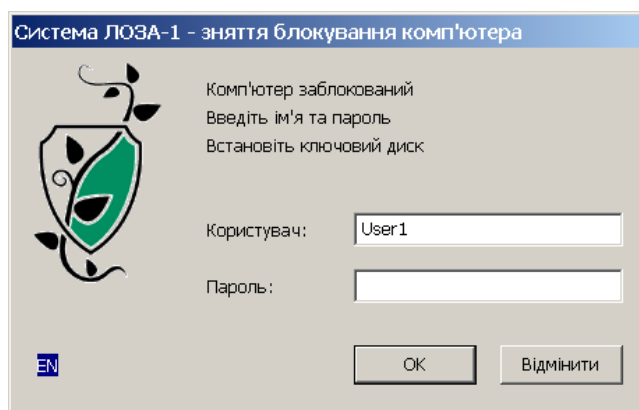 Система ЛОЗА-1 - зняття блокування комп'ютера
Комп'ютер заблокований
Введіть ім'я та пароль
Встановіть ключовий диск
Користувач: User1
Пароль:
EN OK Відмінити